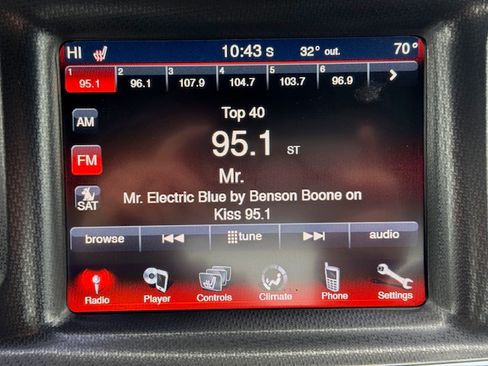 HI 10:43 S 32° out. 70°
1 2 3 4 5 6
95.1 96.1 107.9 104.7 103.7 96.9
AM
Top 40
95.1 ST
FM
Mr.
SAT
Mr. Electric Blue by Benson Boone on
Kiss 95.1
browse tune audio
Radio Player Controls Climate Phone Settings